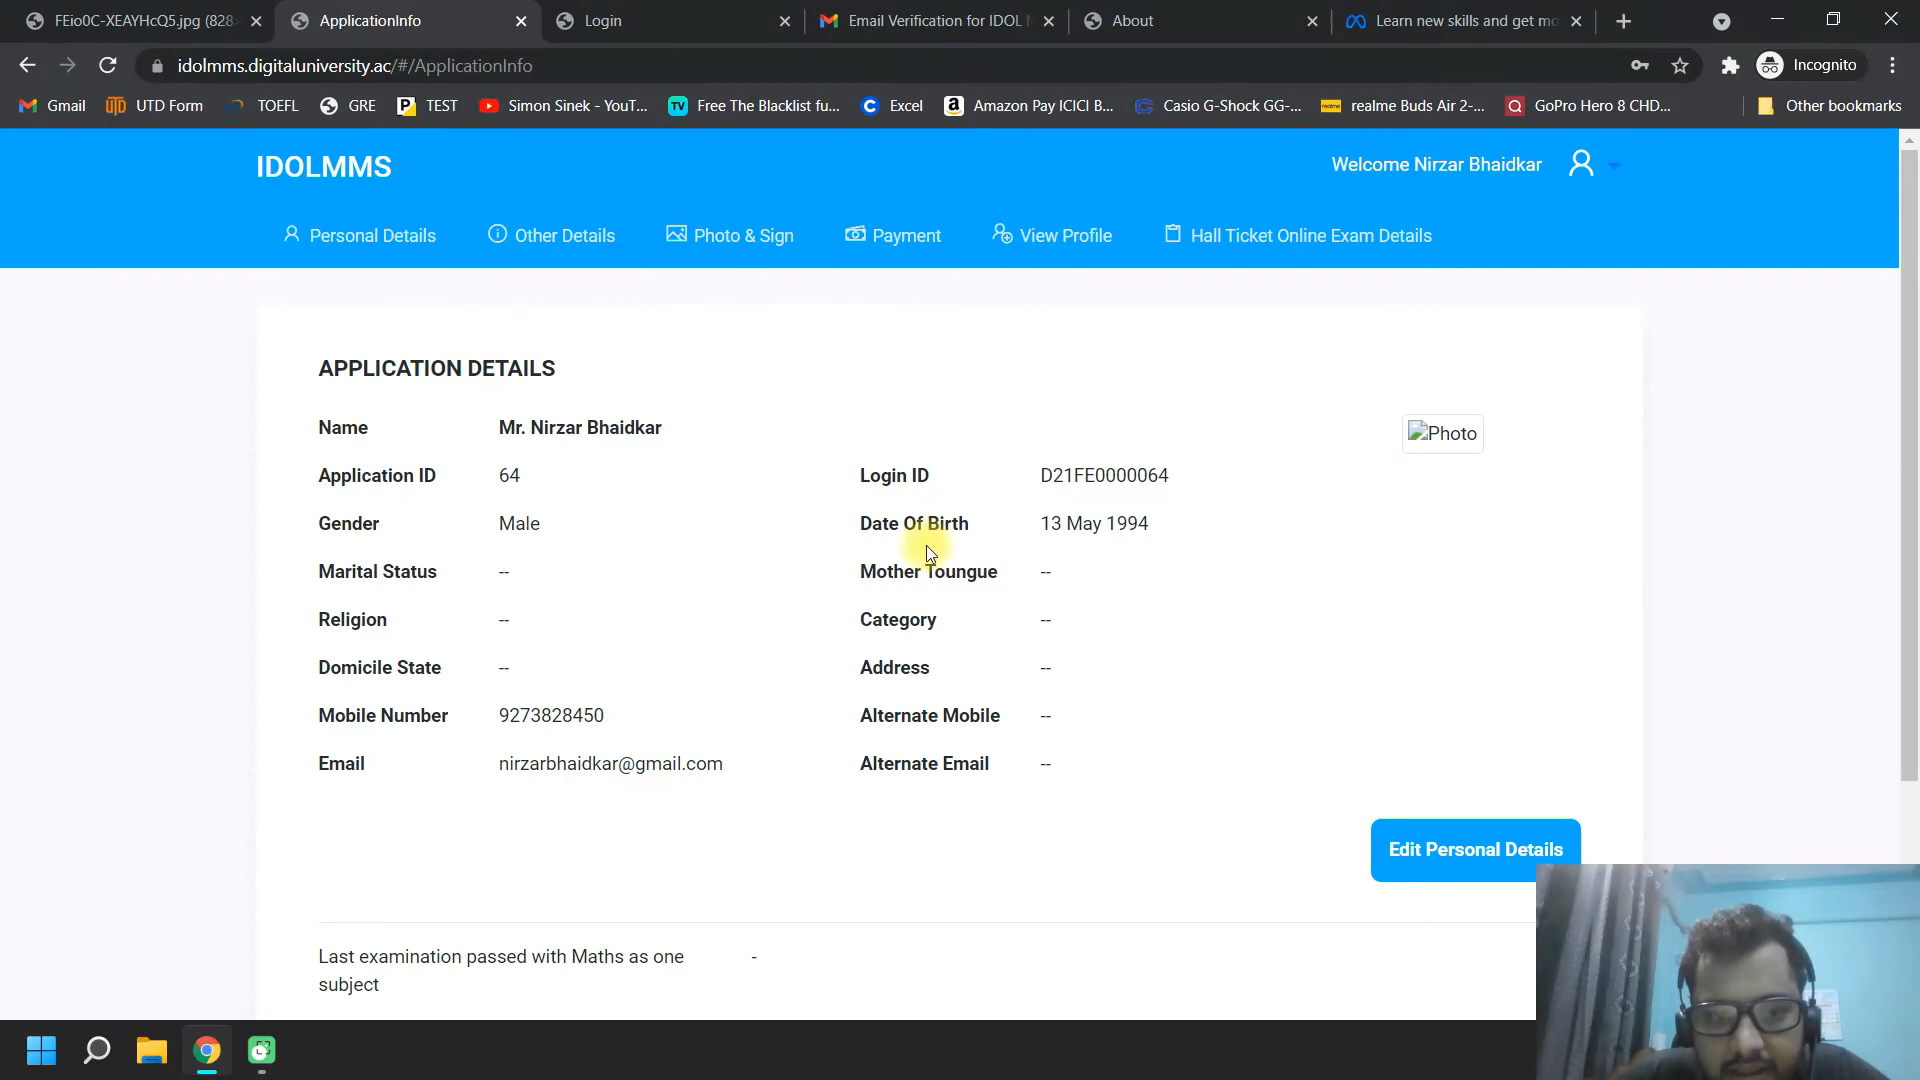 FEio0C-XEAYHcQ5.jpg (828
ApplicationInfo
Login
Email Verification for IDOL
About
Learn new skills and get mo
idolmms.digitaluniversity.ac/#/ApplicationInfo
Incognito
Gmail
UTD Form
TOEFL
GRE
TEST
Simon Sinek - YouT...
Free The Blacklist fu...
Excel
Amazon Pay ICICI B...
Casio G-Shock GG-...
realme Buds Air 2-...
GoPro Hero 8 CHD...
Other bookmarks
IDOLMMS
Welcome Nirzar Bhaidkar
Personal Details
Other Details
Photo & Sign
Payment
View Profile
Hall Ticket Online Exam Details
APPLICATION DETAILS
Name Mr. Nirzar Bhaidkar
Photo
Application ID 64 Login ID D21FE0000064
Gender Male Date Of Birth 13 May 1994
Marital Status -- Mother Toungue --
Religion -- Category --
Domicile State -- Address --
Mobile Number 9273828450 Alternate Mobile --
Email nirzarbhaidkar@gmail.com Alternate Email --
Edit Personal Details
Last examination passed with Maths as one -
subject